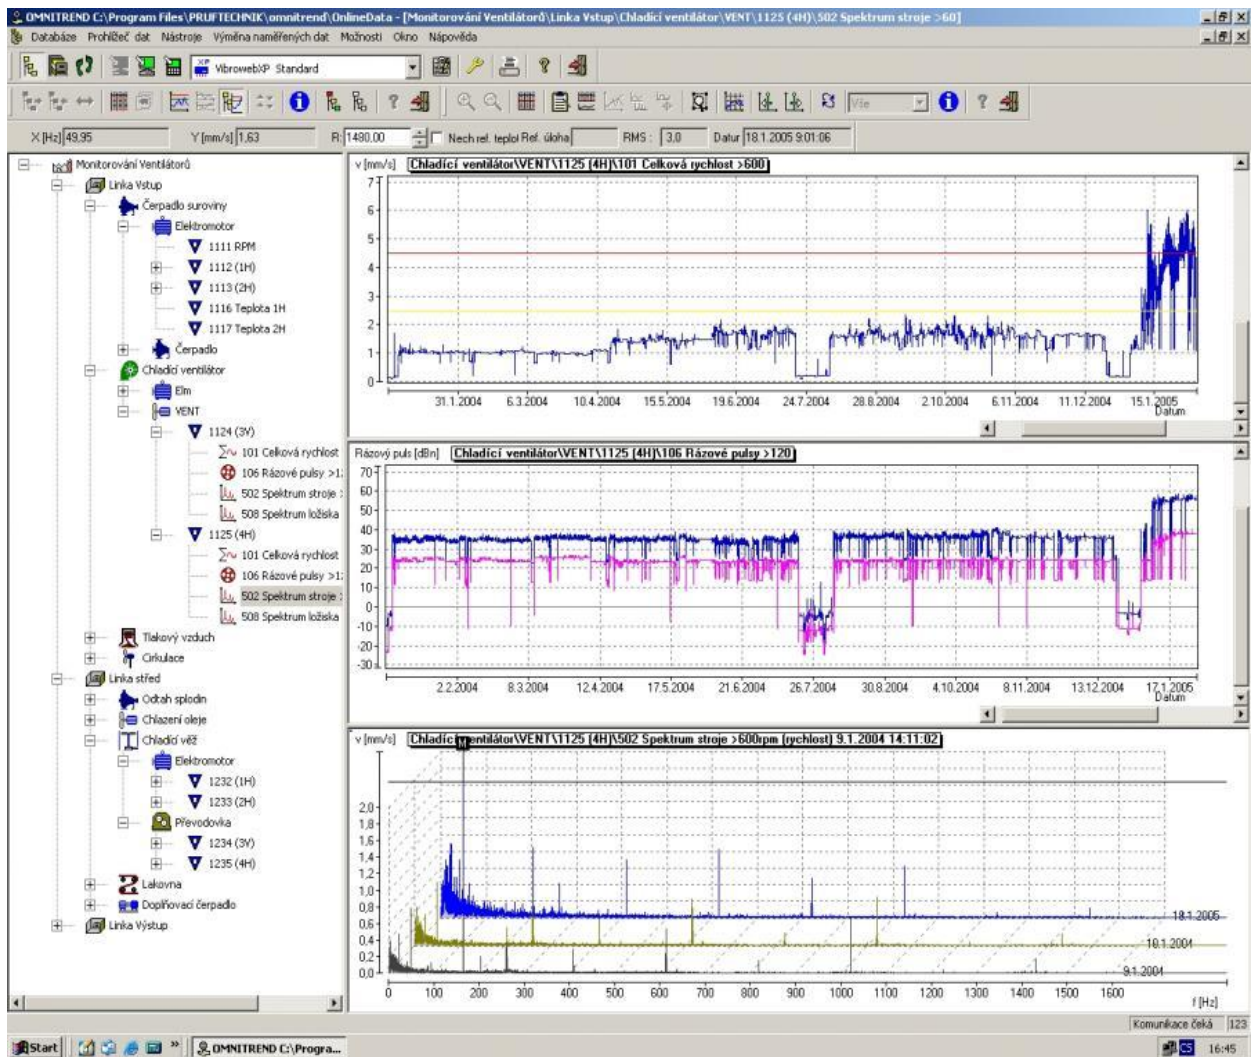 OMNITREND C:\Program Files\PRUFTECHNIK\omnitrend\OnlineData - [Monitorování Ventilátorů\Linka Vstup\Chladící ventilátor\VENT\1125 (4H)\502 Spektrum stroje >60]
Databáze Prohlížeč dat Nástroje Výměna naměřených dat Možnosti Okno Nápověda
VibrowebXP Standard
Vše
X [Hz] 49,95 Y [mm/s] 1,63 R: 1480.00 Nech rel. teplol Ref. úloha RMS : 3,0 Datur 18.1.2005 9:01:06
Monitorování Ventilátorů
Linka Vstup
Čerpadlo suroviny
Elektromotor
1111 RPM
1112 (1H)
1113 (2H)
1116 Teplota 1H
1117 Teplota 2H
Čerpadlo
Chladící ventilátor
Elm
VENT
1124 (3V)
101 Celková rychlost
106 Rázové pulsy >1
502 Spektrum stroje
508 Spektrum ložiska
1125 (4H)
101 Celková rychlost
106 Rázové pulsy >1
502 Spektrum stroje
508 Spektrum ložiska
Tlakový vzduch
Cirkulace
Linka střed
Odtah splodin
Chlazení oleje
Chladící věž
Elektromotor
1232 (1H)
1233 (2H)
Převodovka
1234 (3V)
1235 (4H)
Lakovna
Doplňovací čerpadlo
Linka Výstup
v [mm/s] Chladící ventilátor\VENT\1125 (4H)\101 Celková rychlost >600
7
6
5
4
3
2
1
0
31.1.2004 6.3.2004 10.4.2004 15.5.2004 19.6.2004 24.7.2004 28.8.2004 2.10.2004 6.11.2004 11.12.2004 15.1.2005
Datum
Rázový puls [dBn] Chladící ventilátor\VENT\1125 (4H)\106 Rázové pulsy >120
70
60
50
40
30
20
10
0
-10
-20
-30
2.2.2004 8.3.2004 12.4.2004 17.5.2004 21.6.2004 26.7.2004 30.8.2004 4.10.2004 8.11.2004 13.12.2004 17.1.2005
Datum
v [mm/s] Chladící ventilátor\VENT\1125 (4H)\502 Spektrum stroje >600rpm (rychlost) 9.1.2004 14:11:02
M
2,0
1,8
1,6
1,4
1,2
1,0
0,8
0,6
0,4
0,2
0,0
18.1.2005
9.1.2004
0 100 200 300 400 500 600 700 800 900 1000 1100 1200 1300 1400 1500 1600
f [Hz]
Komunikace čeká 123
Start OMNITREND C:\Progra... CS 16:45